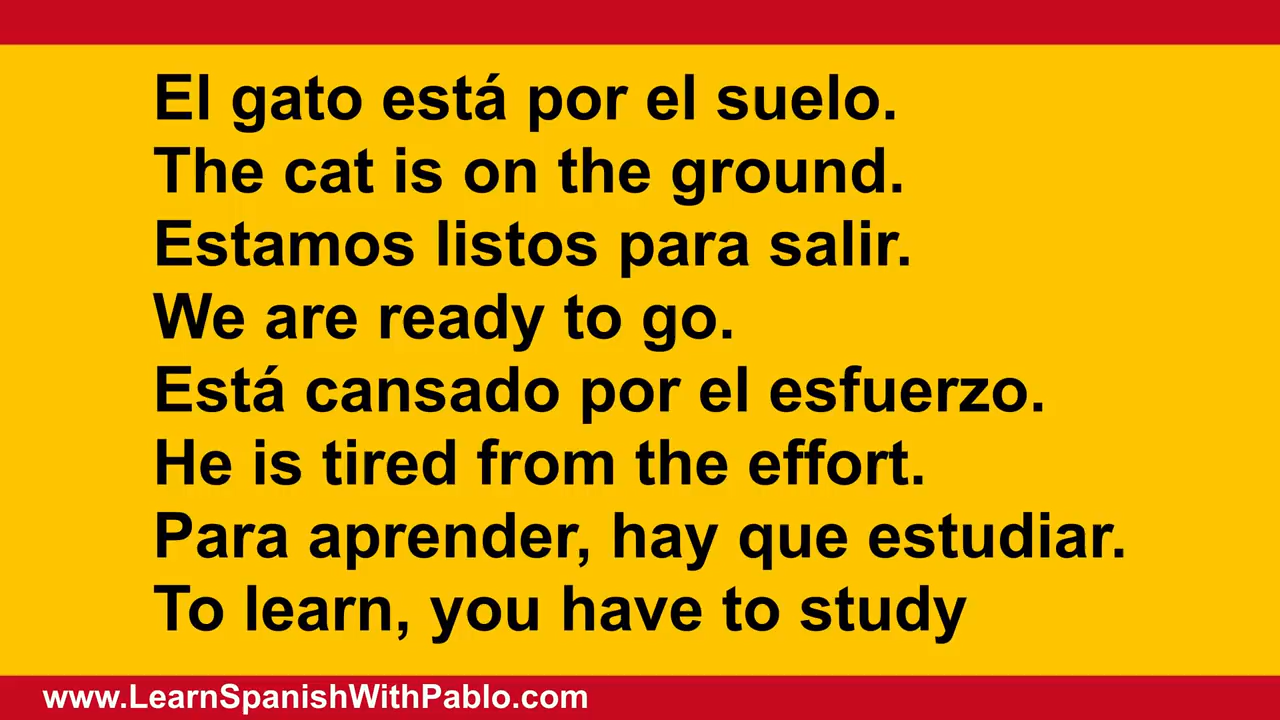 El gato está por el suelo.
The cat is on the ground.
Estamos listos para salir.
We are ready to go.
Está cansado por el esfuerzo.
He is tired from the effort.
Para aprender, hay que estudiar.
To learn, you have to study
www.LearnSpanishWithPablo.com